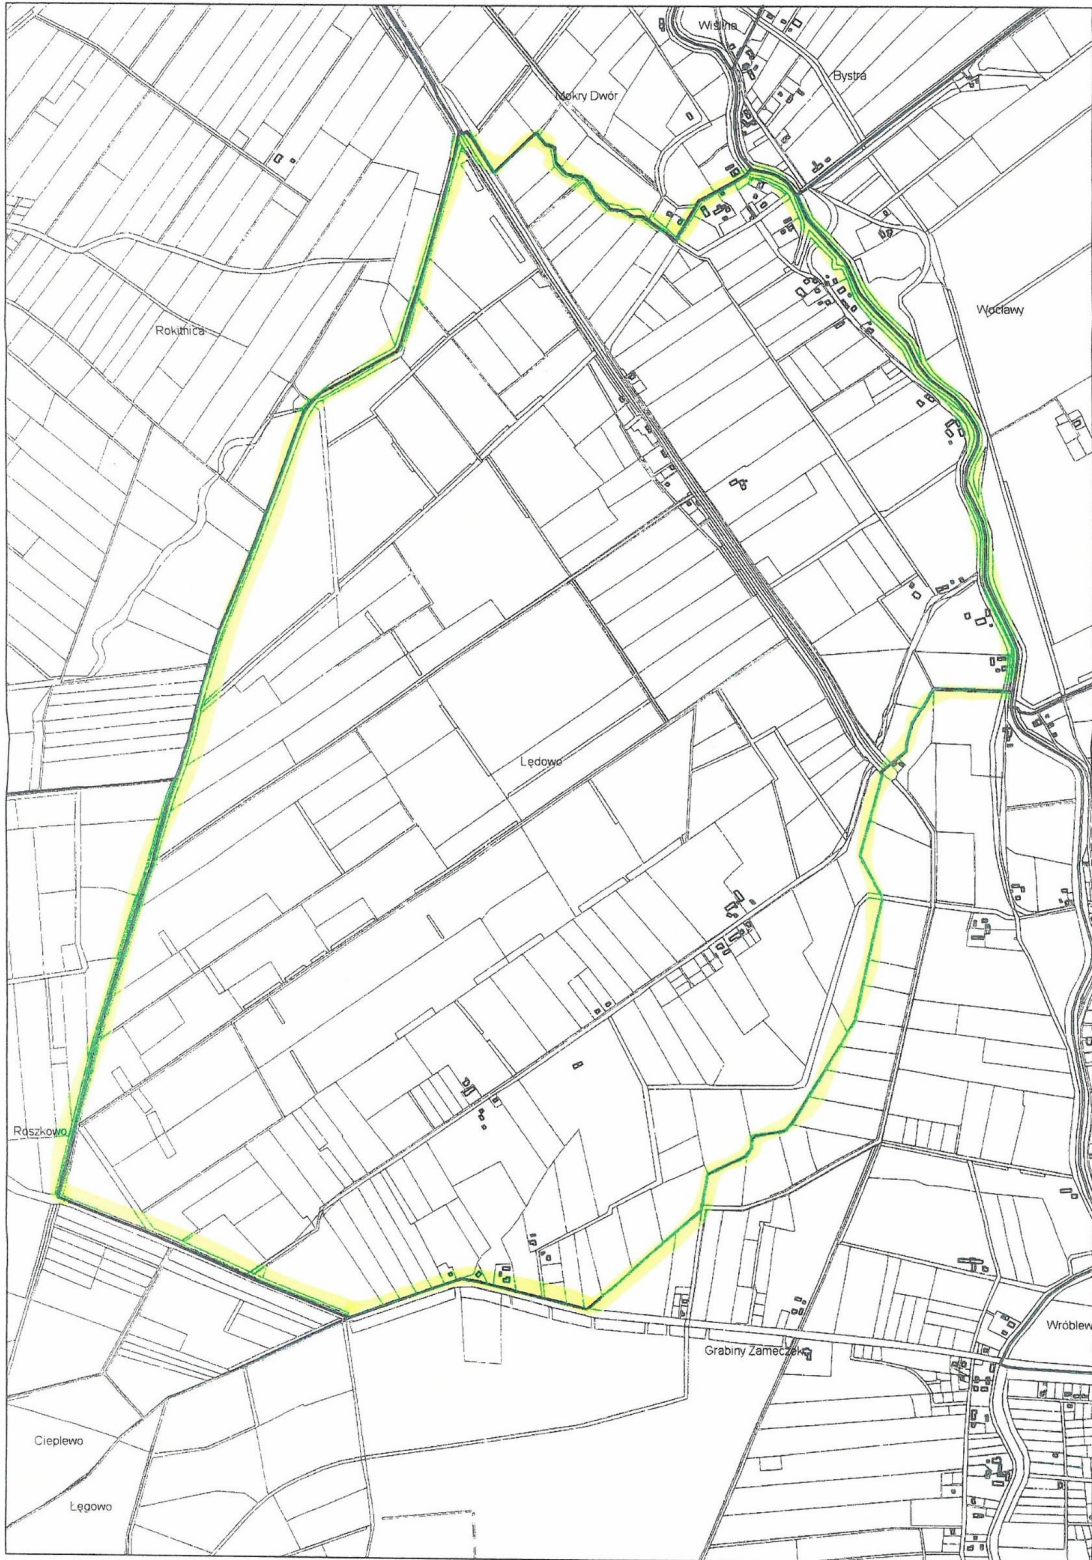 Wiślina
Bystra
Mokry Dwór
Wocławy
Rokitnica
Lędowo
Roszkowo
Wróblew
Grabiny Zameczek
Cieplewo
Łęgowo